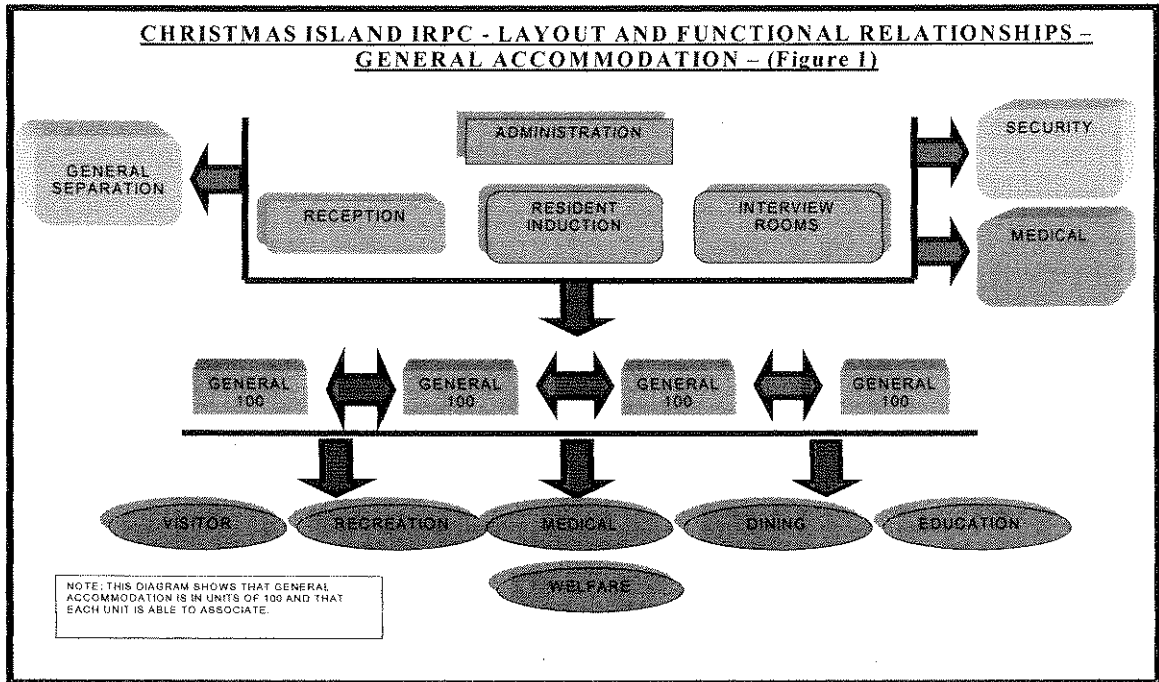 CHRISTMAS ISLAND IRPC - LAYOUT AND FUNCTIONAL RELATIONSHIPS –
GENERAL ACCOMMODATION – (Figure 1)
ADMINISTRATION
SECURITY
GENERAL
SEPARATION
RECEPTION
RESIDENT
INDUCTION
INTERVIEW
ROOMS
MEDICAL
GENERAL
100
GENERAL
100
GENERAL
100
GENERAL
100
VISITOR
RECREATION
MEDICAL
DINING
EDUCATION
WELFARE
NOTE: THIS DIAGRAM SHOWS THAT GENERAL
ACCOMMODATION IS IN UNITS OF 100 AND THAT
EACH UNIT IS ABLE TO ASSOCIATE.